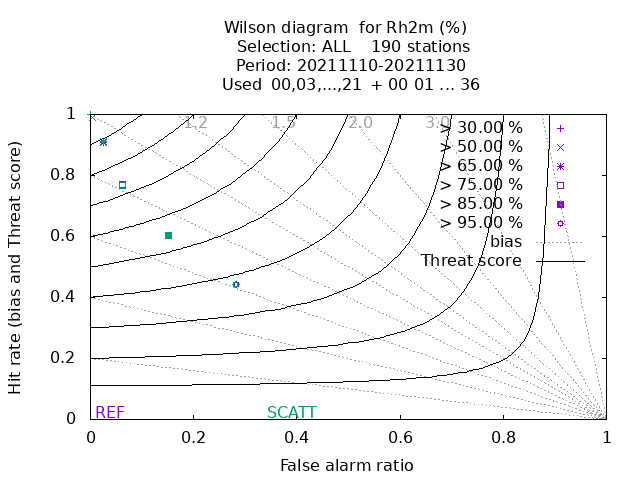 Wilson diagram  for Rh2m (%)
Selection: ALL    190 stations
Period: 20211110-20211130
Used  00,03,...,21  + 00 01 ... 36
1.2 1.5 2.0 3.0
> 30.00 %
> 50.00 %
> 65.00 %
> 75.00 %
> 85.00 %
> 95.00 %
bias
Threat score
Hit rate (bias and Threat score)
1
0.8
0.6
0.4
0.2
0
REF SCATT
0 0.2 0.4 0.6 0.8 1
False alarm ratio